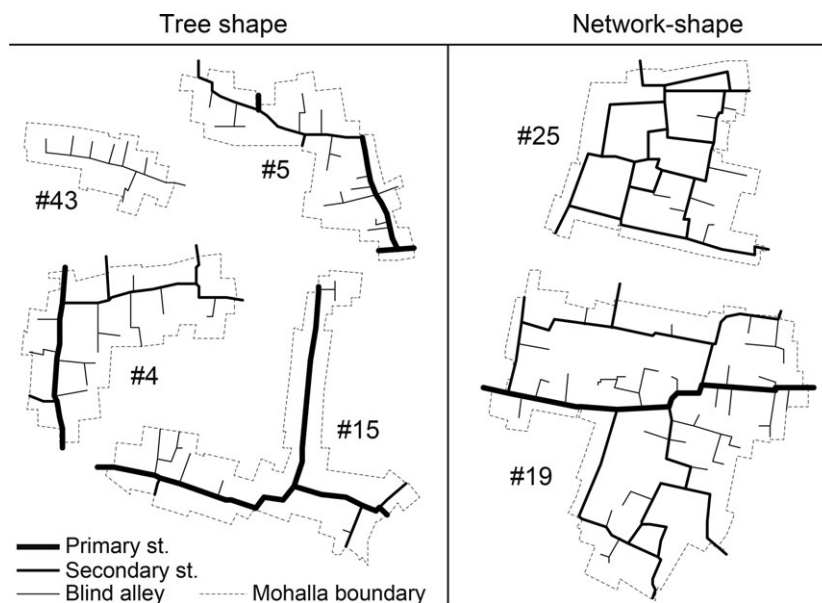 Tree shape
Network-shape
#43
#5
#25
#4
#15
#19
Primary st.
Secondary st.
Blind alley
Mohalla boundary